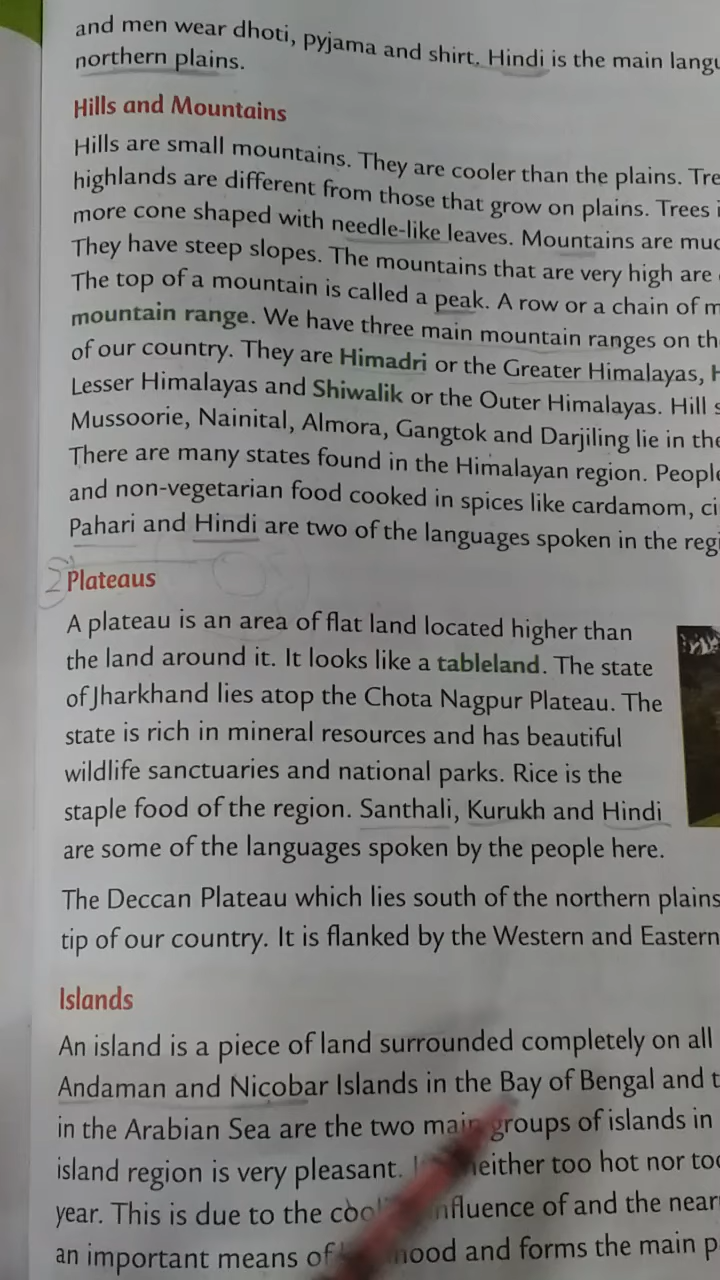 and men wear dhoti, pyjama and shirt. Hindi is the main langu
northern plains.
Hills and Mountains
Hills are small mountains. They are cooler than the plains. Tre
highlands are different from those that grow on plains. Trees i
more cone shaped with needle-like leaves. Mountains are muc
They have steep slopes. The mountains that are very high are
The top of a mountain is called a peak. A row or a chain of m
mountain range. We have three main mountain ranges on th
of our country. They are Himadri or the Greater Himalayas, H
Lesser Himalayas and Shiwalik or the Outer Himalayas. Hill s
Mussoorie, Nainital, Almora, Gangtok and Darjiling lie in the
There are many states found in the Himalayan region. People
and non-vegetarian food cooked in spices like cardamom, ci
Pahari and Hindi are two of the languages spoken in the regi
2 Plateaus
A plateau is an area of flat land located higher than
the land around it. It looks like a tableland. The state
of Jharkhand lies atop the Chota Nagpur Plateau. The
state is rich in mineral resources and has beautiful
wildlife sanctuaries and national parks. Rice is the
staple food of the region. Santhali, Kurukh and Hindi
are some of the languages spoken by the people here.
The Deccan Plateau which lies south of the northern plains
tip of our country. It is flanked by the Western and Eastern
Islands
An island is a piece of land surrounded completely on all
Andaman and Nicobar Islands in the Bay of Bengal and t
in the Arabian Sea are the two main groups of islands in
island region is very pleasant. neither too hot nor too
year. This is due to the influence of and the near
an important means of and forms the main p